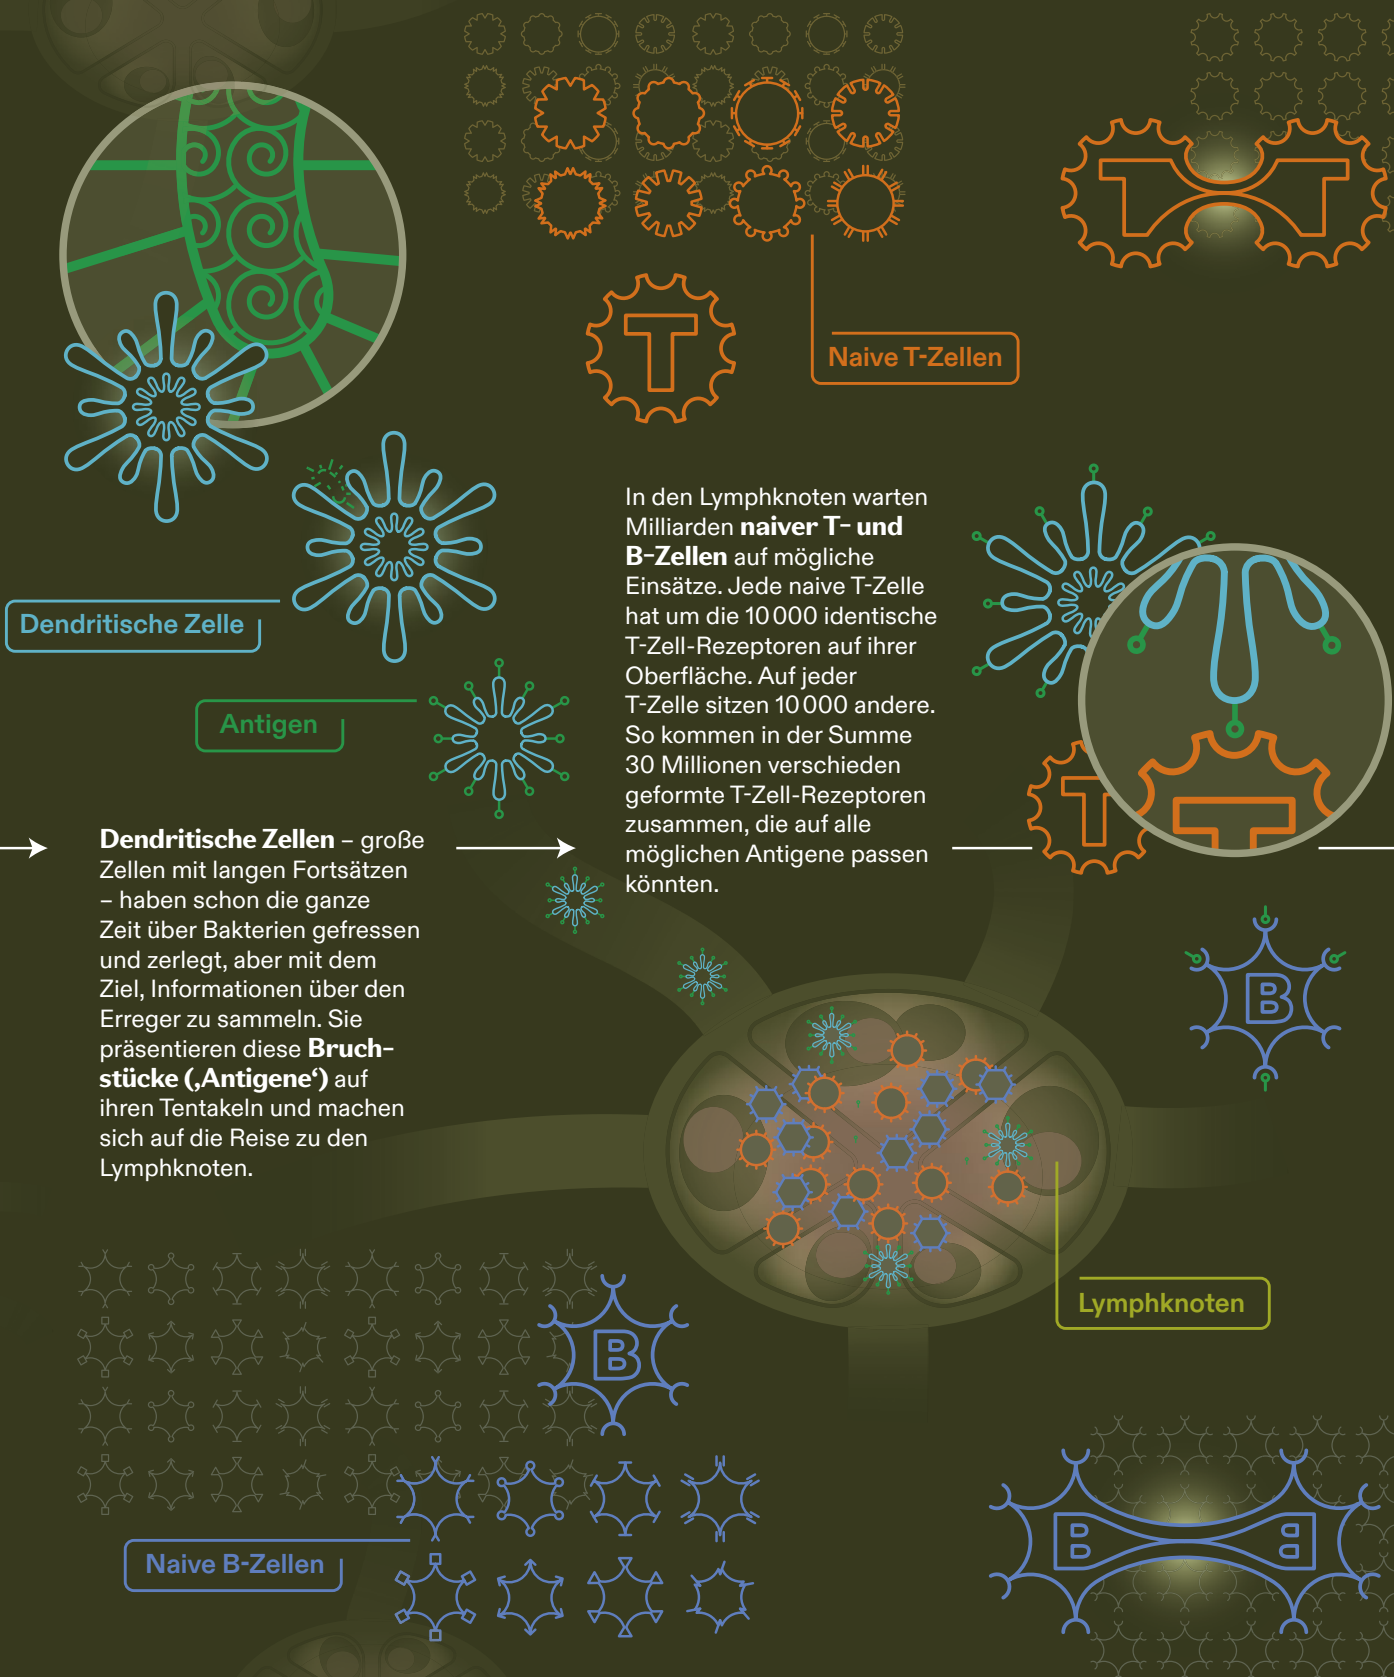 T
T T
Naive T-Zellen
In den Lymphknoten warten
Milliarden naiver T- und
B-Zellen auf mögliche
Einsätze. Jede naive T-Zelle
hat um die 10 000 identische
T-Zell-Rezeptoren auf ihrer
Oberfläche. Auf jeder
T-Zelle sitzen 10 000 andere.
So kommen in der Summe
30 Millionen verschieden
geformte T-Zell-Rezeptoren
zusammen, die auf alle
möglichen Antigene passen
könnten.
Dendritische Zelle
Antigen
Dendritische Zellen – große
Zellen mit langen Fortsätzen
– haben schon die ganze
Zeit über Bakterien gefressen
und zerlegt, aber mit dem
Ziel, Informationen über den
Erreger zu sammeln. Sie
präsentieren diese Bruch-
stücke (‚Antigene‘) auf
ihren Tentakeln und machen
sich auf die Reise zu den
Lymphknoten.
T
T
B
Lymphknoten
B
Naive B-Zellen
B B